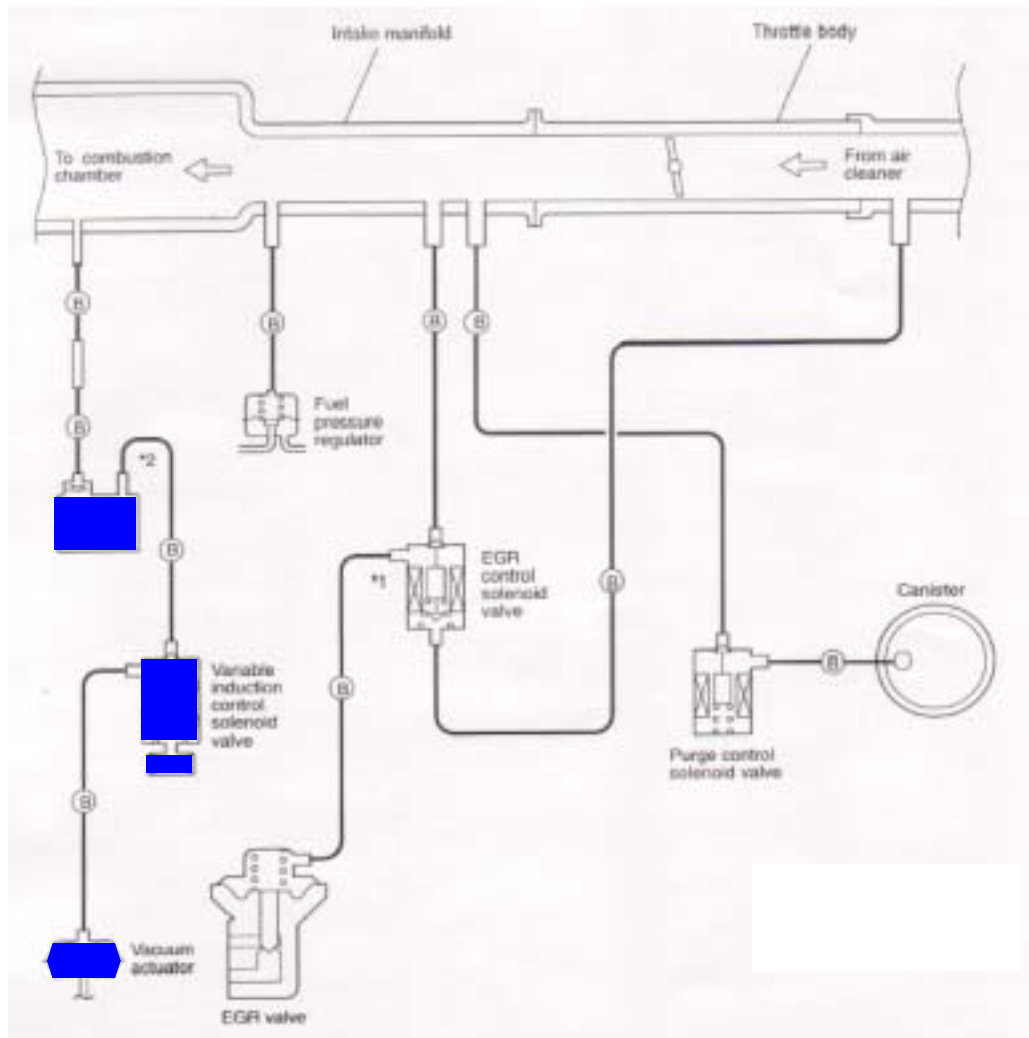 Intake manifold
Throttle body
To combustion
chamber
From air
cleaner
B
B
B
B
B
Fuel
pressure
regulator
*2
B
*1
EGR
control
solenoid
valve
B
Canister
Variable
induction
control
solenoid
valve
B
B
Purge control
solenoid valve
B
Vacuum
actuator
EGR valve